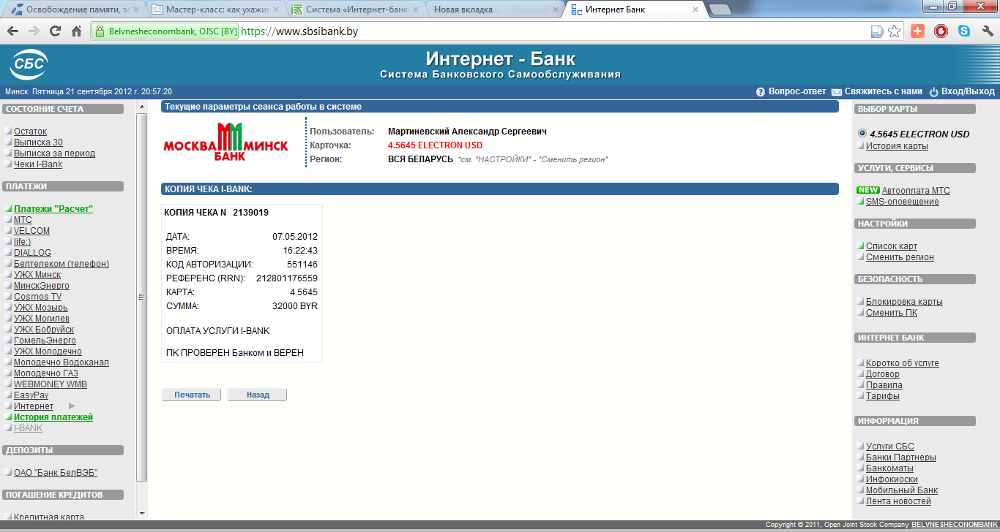 Освобождение памяти, за
Мастер-класс: как ухажив
Система «Интернет-банк
Новая вкладка
Интернет Банк
Belvnesheconombank, OJSC [BY]
https://www.sbsibank.by
СБС
Интернет - Банк
Система Банковского Самообслуживания
Минск. Пятница 21 сентября 2012 г. 20:57:20
Вопрос-ответ
Свяжитесь с нами
Вход/Выход
СОСТОЯНИЕ СЧЕТА
Остаток
Выписка 30
Выписка за период
Чеки I-Bank
ПЛАТЕЖИ
Платежи "Расчет"
МТС
VELCOM
life:)
DIALLOG
Белтелеком (телефон)
УЖХ Минск
МинскЭнерго
Cosmos TV
УЖХ Мозырь
УЖХ Могилев
УЖХ Бобруйск
ГомельЭнерго
УЖХ Молодечно
Молодечно Водоканал
Молодечно ГАЗ
WEBMONEY WMB
EasyPay
Интернет
История платежей
I-BANK
ДЕПОЗИТЫ
ОАО "Банк БелВЭБ"
ПОГАШЕНИЕ КРЕДИТОВ
Кредитная карта
Текущие параметры сеанса работы в системе
МОСКВА МИНСК
БАНК
Пользователь: Мартиневский Александр Сергеевич
Карточка: 4.5645 ELECTRON USD
Регион: ВСЯ БЕЛАРУСЬ *см. "НАСТРОЙКИ" - "Сменить регион"
КОПИЯ ЧЕКА I-BANK:
КОПИЯ ЧЕКА N 2139019
ДАТА: 07.05.2012
ВРЕМЯ: 16:22:43
КОД АВТОРИЗАЦИИ: 551146
РЕФЕРЕНС (RRN): 212801176559
КАРТА: 4.5645
СУММА: 32000 BYR
ОПЛАТА УСЛУГИ I-BANK
ПК ПРОВЕРЕН Банком и ВЕРЕН
Печатать
Назад
ВЫБОР КАРТЫ
4.5645 ELECTRON USD
История карты
УСЛУГИ, СЕРВИСЫ
NEW Автооплата МТС
SMS-оповещение
НАСТРОЙКИ
Список карт
Сменить регион
БЕЗОПАСНОСТЬ
Блокировка карты
Сменить ПК
ИНТЕРНЕТ БАНК
Коротко об услуге
Договор
Правила
Тарифы
ИНФОРМАЦИЯ
Услуги СБС
Банки Партнеры
Банкоматы
Инфокиоски
Мобильный Банк
Лента новостей
Copyright © 2011, Open Joint Stock Company BELVNESHECONOMBANK